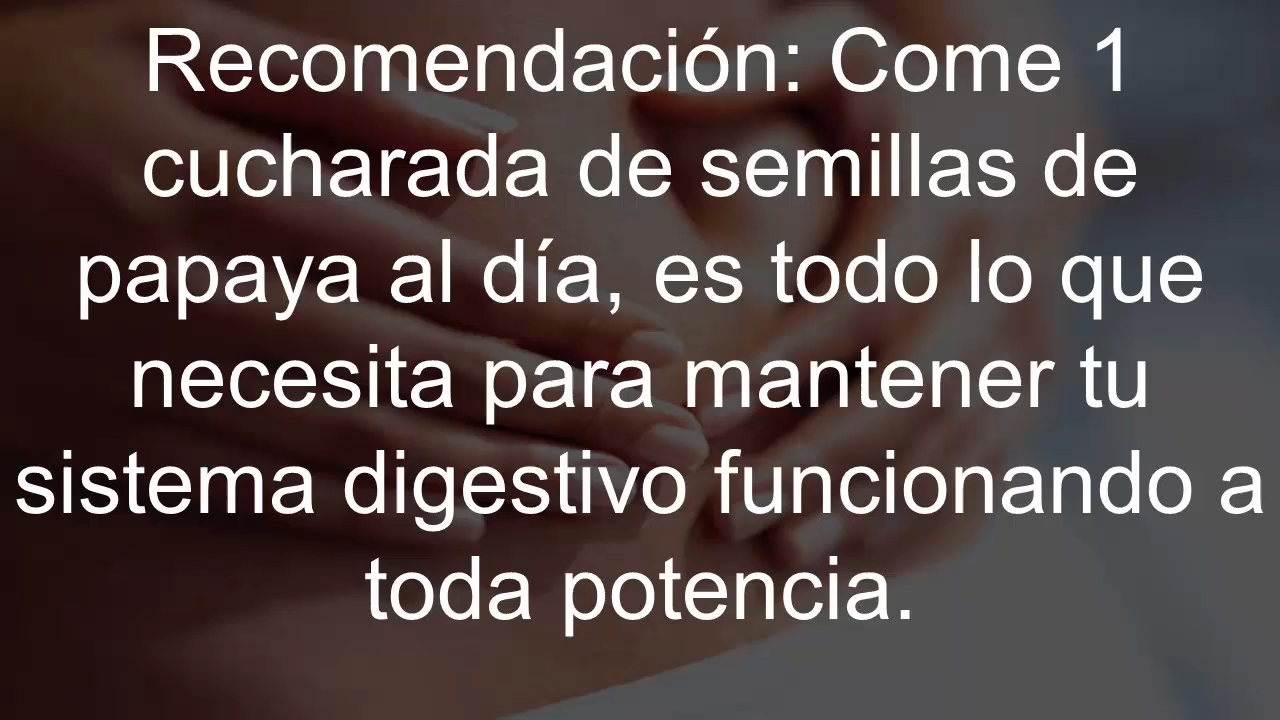 Recomendación: Come 1
cucharada de semillas de
papaya al día, es todo lo que
necesita para mantener tu
sistema digestivo funcionando a
toda potencia.